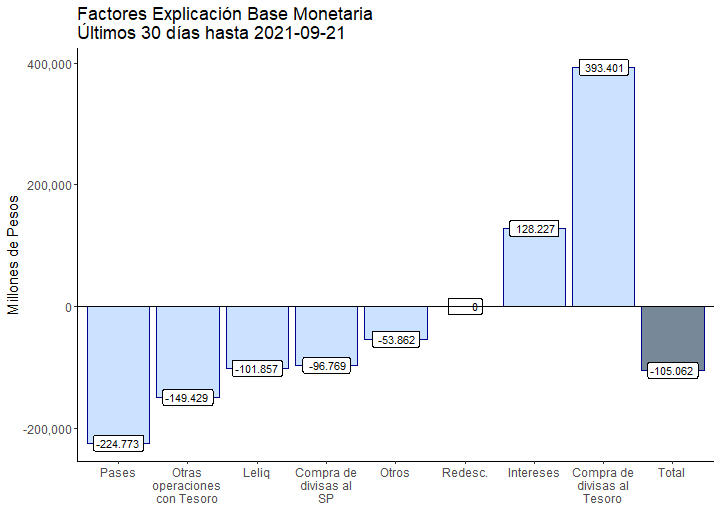 Factores Explicación Base Monetaria
Últimos 30 días hasta 2021-09-21
Millones de Pesos
400,000
200,000
0
-200,000
-224.773
-149.429
-101.857
-96.769
-53.862
0
128.227
393.401
-105.062
Pases
Otras
operaciones
con Tesoro
Leliq
Compra de
divisas al
SP
Otros
Redesc.
Intereses
Compra de
divisas al
Tesoro
Total